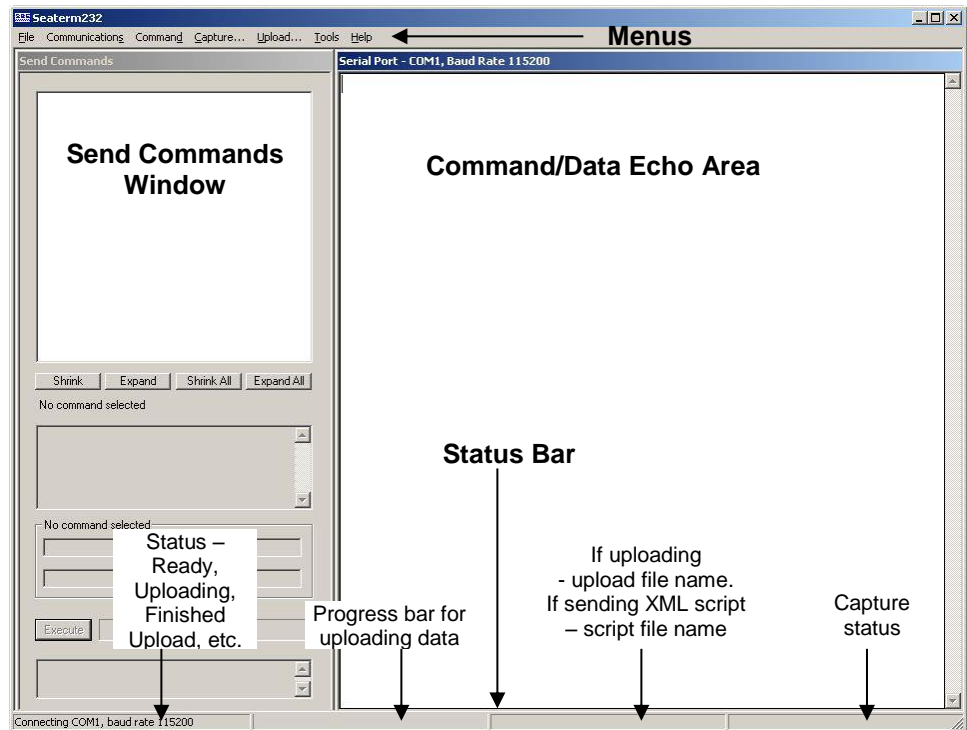 Seaterm232
File Communications Command Capture... Upload... Tools Help
Menus
Send Commands
Serial Port - COM1, Baud Rate 115200
Send Commands
Window
Command/Data Echo Area
Shrink Expand Shrink All Expand All
No command selected
Status Bar
No command selected
Status –
Ready,
Uploading,
Finished
Upload, etc.
Execute
Progress bar for
uploading data
If uploading
- upload file name.
If sending XML script
– script file name
Capture
status
Connecting COM1, baud rate 115200